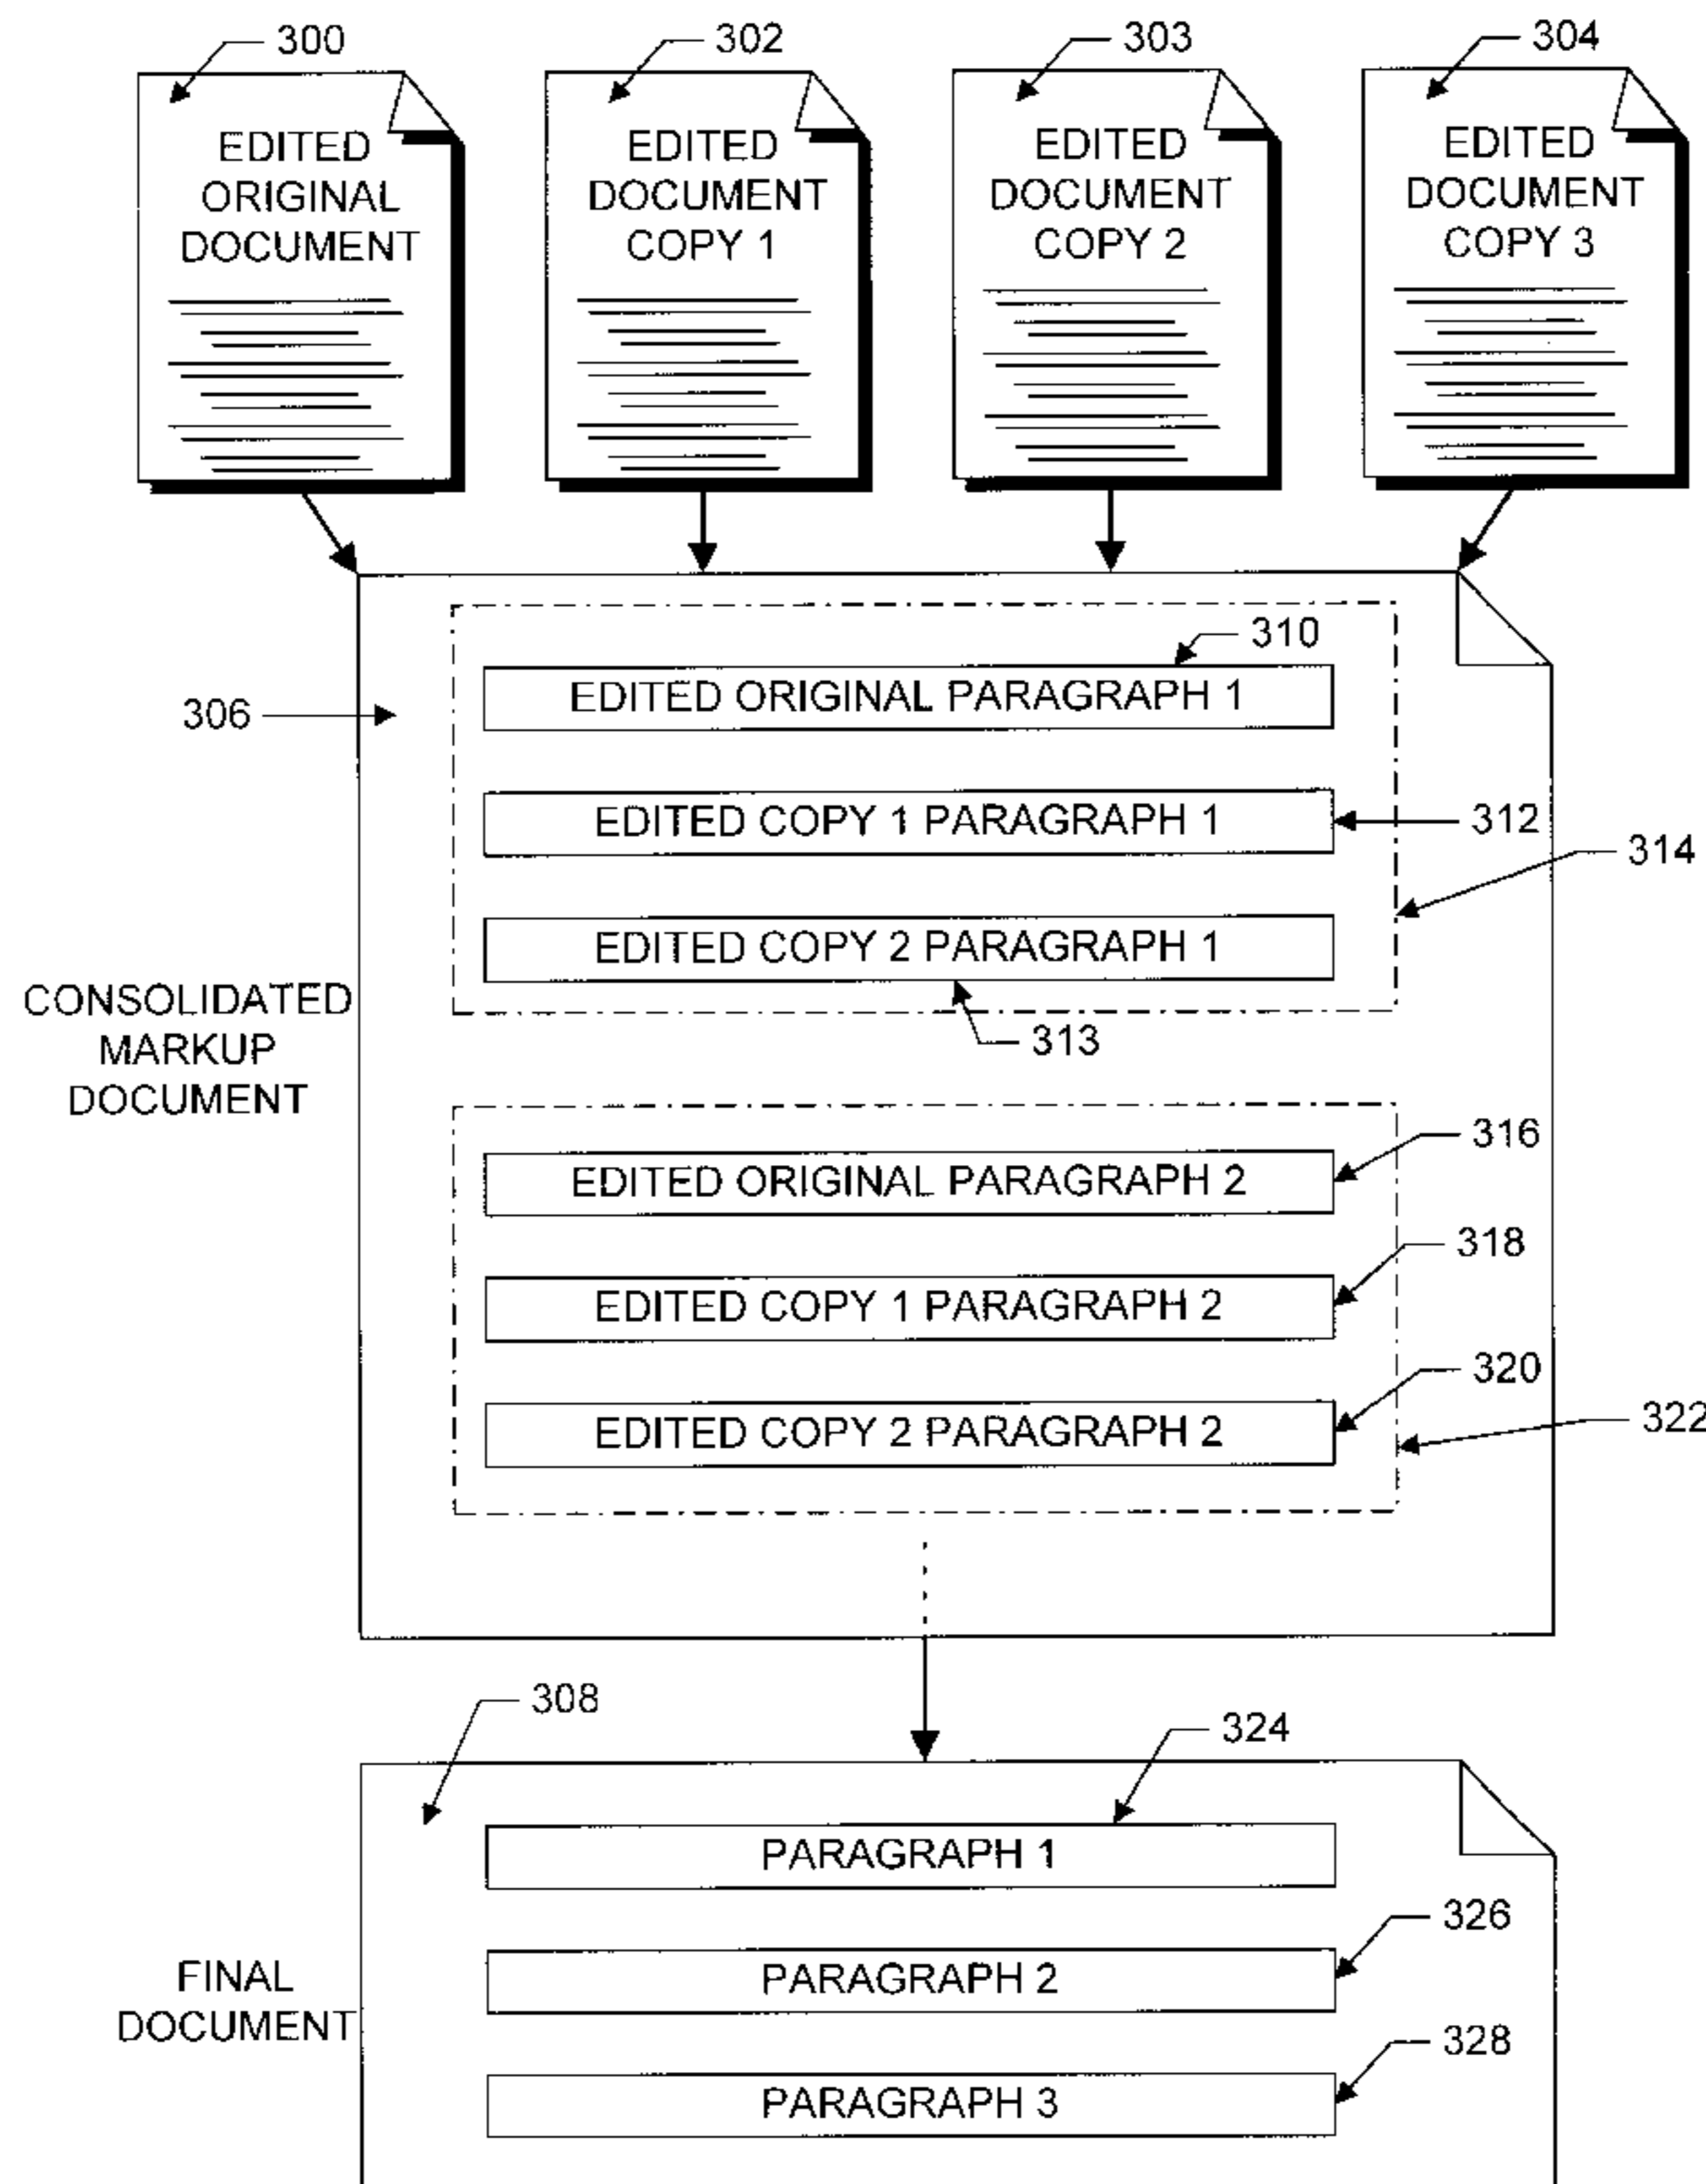 300
302
303
304
EDITED
ORIGINAL
DOCUMENT
EDITED
DOCUMENT
COPY 1
EDITED
DOCUMENT
COPY 2
EDITED
DOCUMENT
COPY 3
310
EDITED ORIGINAL PARAGRAPH 1
306
EDITED COPY 1 PARAGRAPH 1
312
314
EDITED COPY 2 PARAGRAPH 1
313
CONSOLIDATED
MARKUP
DOCUMENT
316
EDITED ORIGINAL PARAGRAPH 2
318
EDITED COPY 1 PARAGRAPH 2
320
322
EDITED COPY 2 PARAGRAPH 2
308
324
PARAGRAPH 1
326
PARAGRAPH 2
FINAL
DOCUMENT
328
PARAGRAPH 3